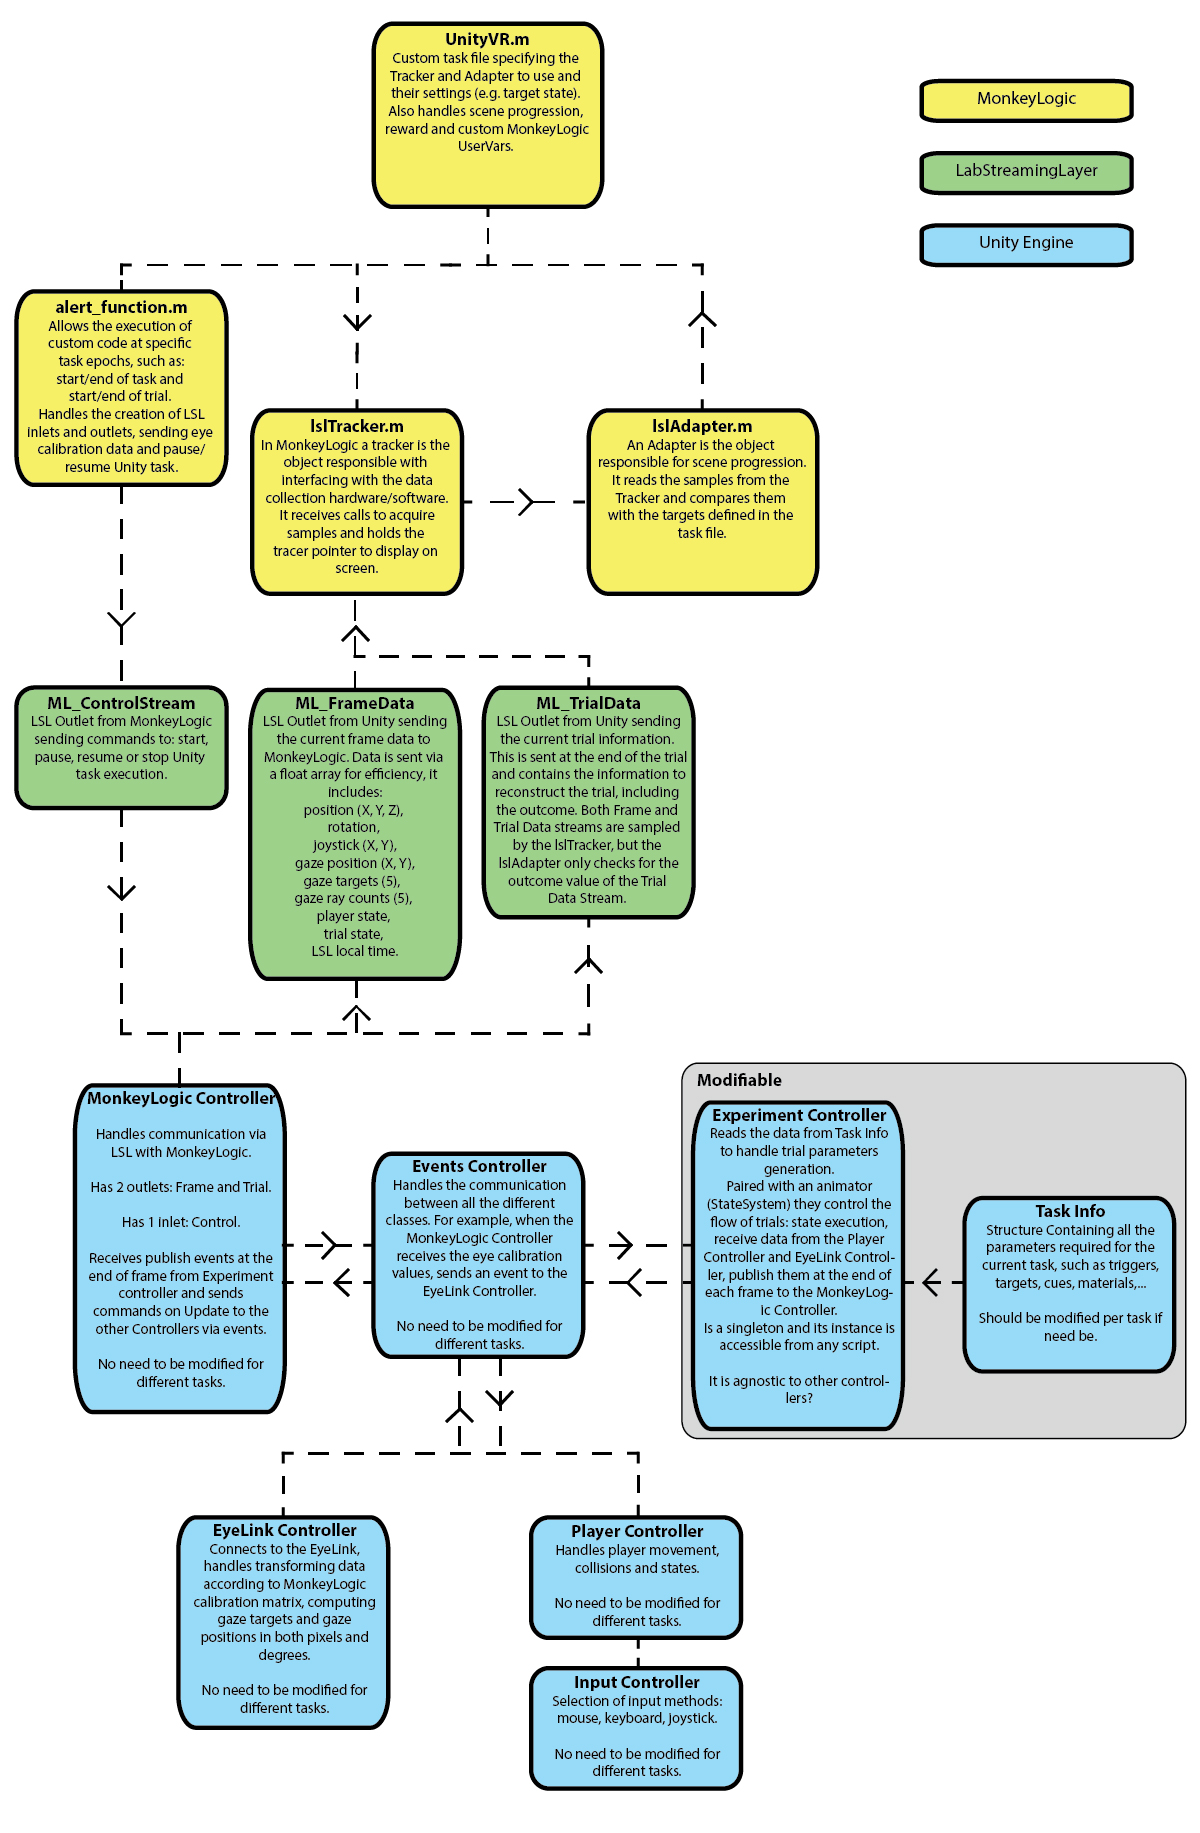 UnityVR.m
Custom task file specifying the
Tracker and Adapter to use and
their settings (e.g. target state).
Also handles scene progression,
reward and custom MonkeyLogic
UserVars.
MonkeyLogic
LabStreamingLayer
Unity Engine
alert_function.m
Allows the execution of
custom code at specific
task epochs, such as:
start/end of task and
start/end of trial.
Handles the creation of LSL
inlets and outlets, sending eye
calibration data and pause/
resume Unity task.
lslTracker.m
In MonkeyLogic a tracker is the
object responsible with
interfacing with the data
collection hardware/software.
It receives calls to acquire
samples and holds the
tracer pointer to display on
screen.
lslAdapter.m
An Adapter is the object
responsible for scene progression.
It reads the samples from the
Tracker and compares them
with the targets defined in the
task file.
ML_ControlStream
LSL Outlet from MonkeyLogic
sending commands to: start,
pause, resume or stop Unity
task execution.
ML_FrameData
LSL Outlet from Unity sending
the current frame data to
MonkeyLogic. Data is sent via
a float array for efficiency, it
includes:
position (X, Y, Z),
rotation,
joystick (X, Y),
gaze position (X, Y),
gaze targets (5),
gaze ray counts (5),
player state,
trial state,
LSL local time.
ML_TrialData
LSL Outlet from Unity sending
the current trial information.
This is sent at the end of the trial
and contains the information to
reconstruct the trial, including
the outcome. Both Frame and
Trial Data streams are sampled
by the lslTracker, but the
lslAdapter only checks for the
outcome value of the Trial
Data Stream.
MonkeyLogic Controller
Handles communication via
LSL with MonkeyLogic.
Has 2 outlets: Frame and Trial.
Has 1 inlet: Control.
Receives publish events at the
end of frame from Experiment
controller and sends
commands on Update to the
other Controllers via events.
No need to be modified for
different tasks.
Events Controller
Handles the communication
between all the different
classes. For example, when the
MonkeyLogic Controller
receives the eye calibration
values, sends an event to the
EyeLink Controller.
No need to be modified for
different tasks.
Modifiable
Experiment Controller
Reads the data from Task Info
to handle trial parameters
generation.
Paired with an animator
(StateSystem) they control the
flow of trials: state execution,
receive data from the Player
Controller and EyeLink Control-
ler, publish them at the end of
each frame to the MonkeyLog-
ic Controller.
Is a singleton and its instance is
accessible from any script.
It is agnostic to other control-
lers?
Task Info
Structure Containing all the
parameters required for the
current task, such as triggers,
targets, cues, materials,...
Should be modified per task if
need be.
EyeLink Controller
Connects to the EyeLink,
handles transforming data
according to MonkeyLogic
calibration matrix, computing
gaze targets and gaze
positions in both pixels and
degrees.
No need to be modified for
different tasks.
Player Controller
Handles player movement,
collisions and states.
No need to be modified for
different tasks.
Input Controller
Selection of input methods:
mouse, keyboard, joystick.
No need to be modified for
different tasks.